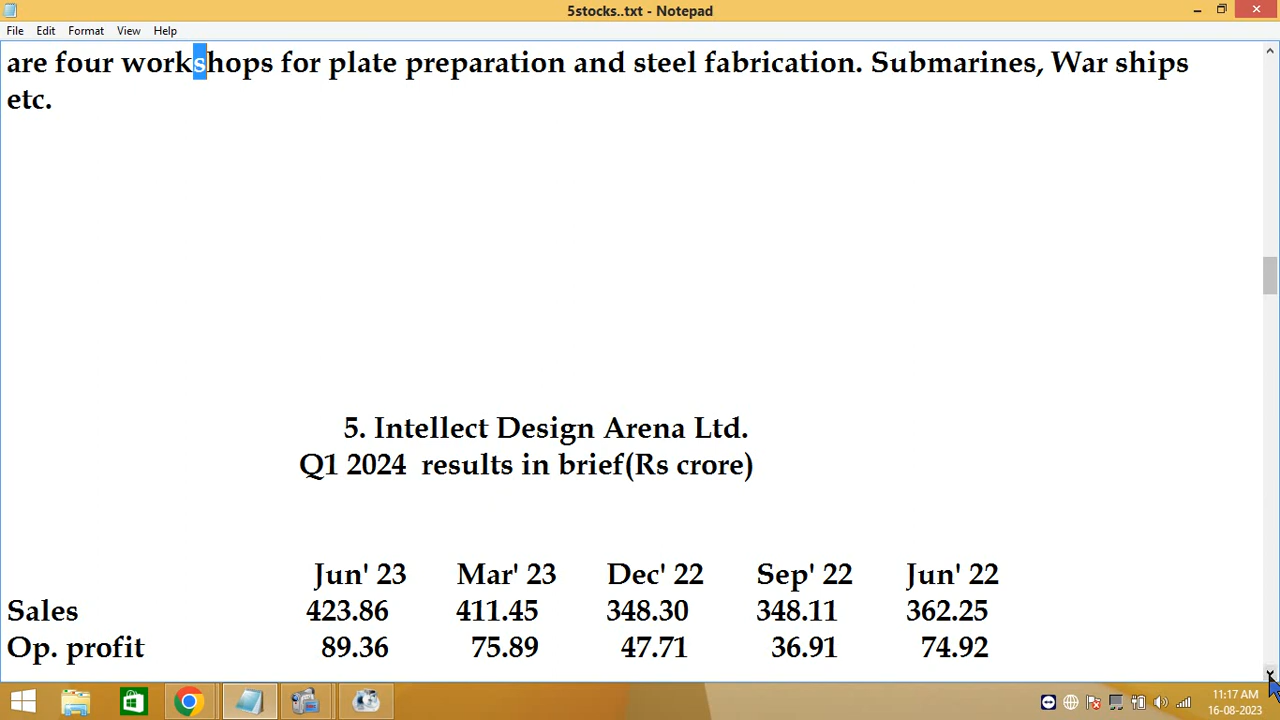 5stocks..txt - Notepad
File Edit Format View Help
are four workshops for plate preparation and steel fabrication. Submarines, War ships
etc.
5. Intellect Design Arena Ltd.
Q1 2024 results in brief(Rs crore)
Jun' 23 Mar' 23 Dec' 22 Sep' 22 Jun' 22
Sales 423.86 411.45 348.30 348.11 362.25
Op. profit 89.36 75.89 47.71 36.91 74.92
11:17 AM
16-08-2023